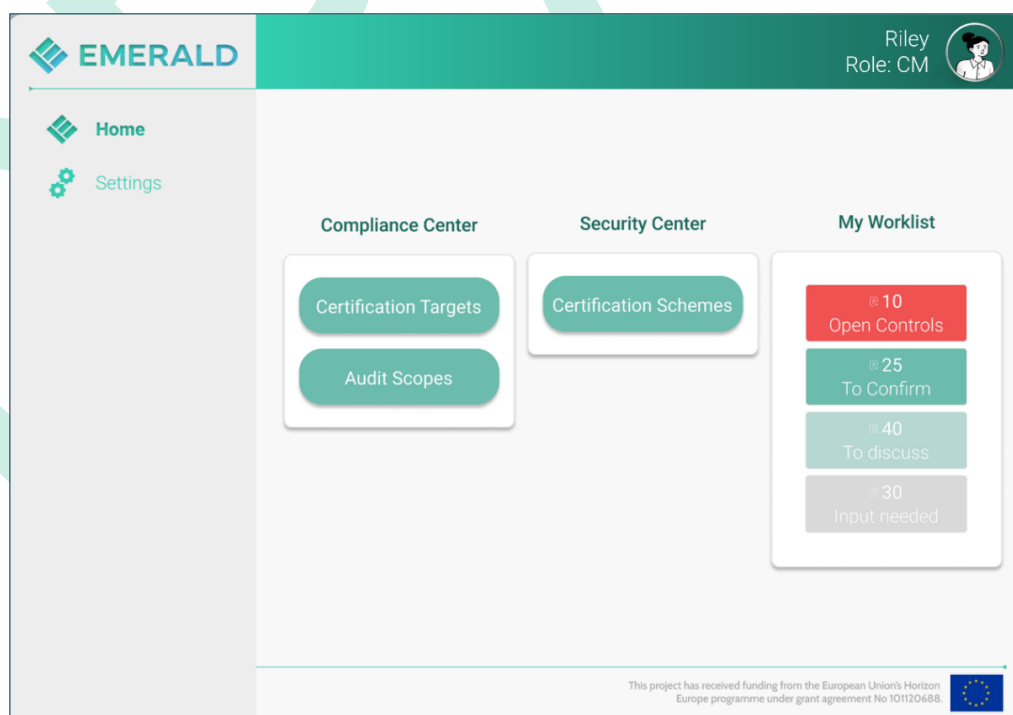 EMERALD
Riley
Role: CM
Home
Settings
Compliance Center
Certification Targets
Audit Scopes
Security Center
Certification Schemes
My Worklist
10
Open Controls
25
To Confirm
40
To discuss
30
Input needed
This project has received funding from the European Union's Horizon
Europe programme under grant agreement No 101120688.